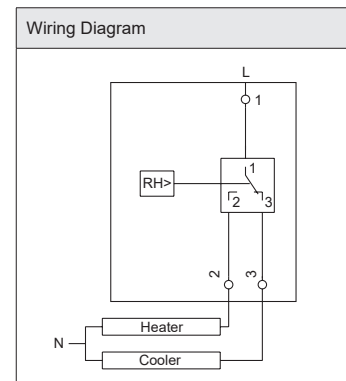 Wiring Diagram
L
1
1
RH>
2 3
2 3
Heater
N
Cooler